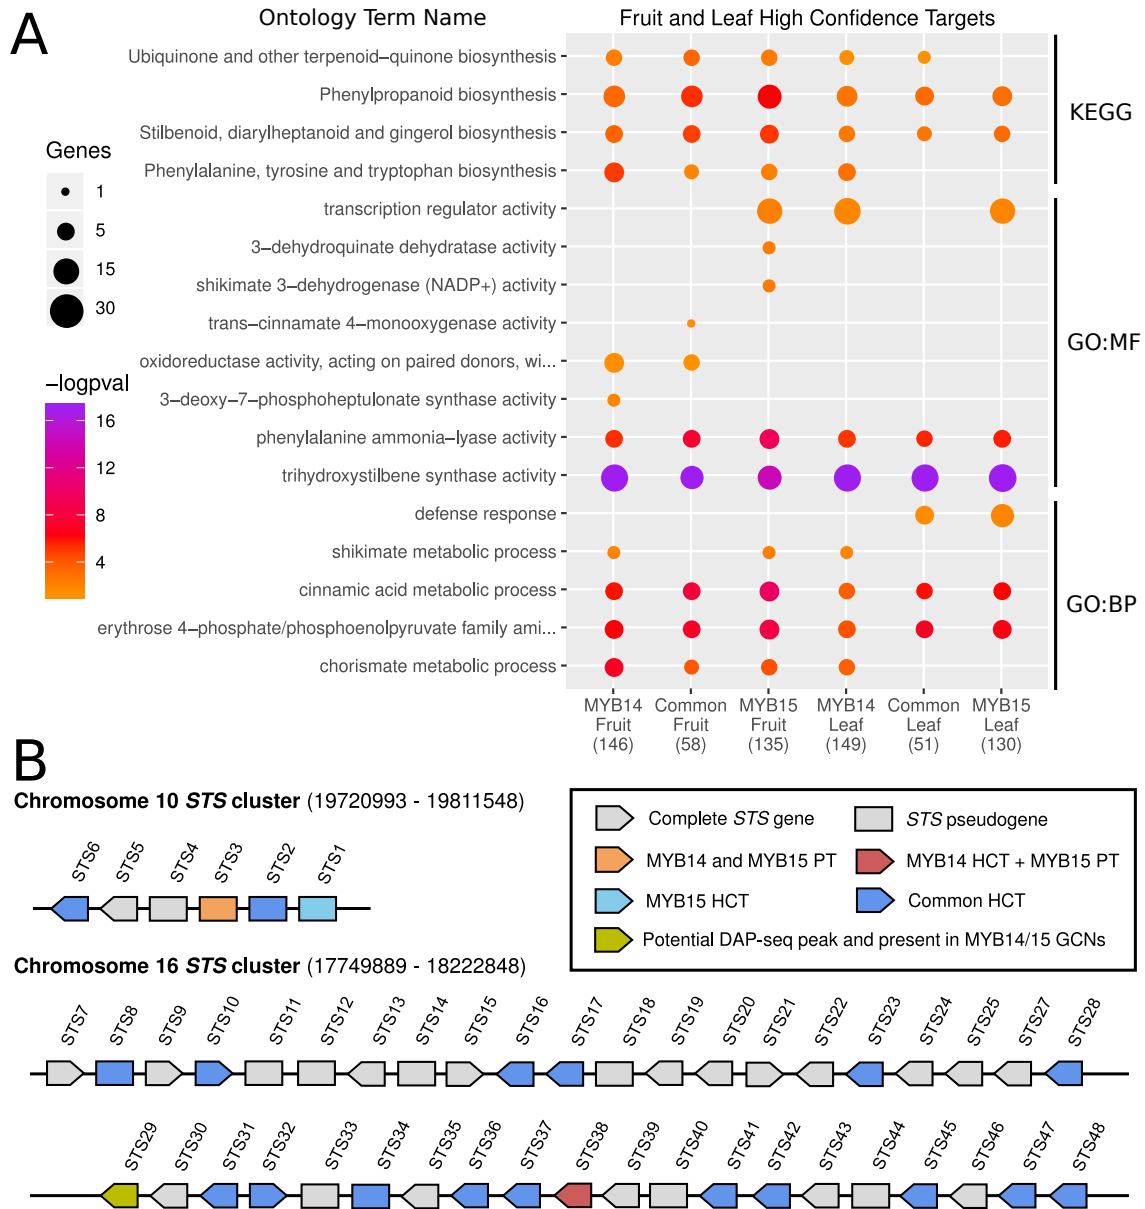 A
Ontology Term Name
Fruit and Leaf High Confidence Targets
Ubiquinone and other terpenoid−quinone biosynthesis
Phenylpropanoid biosynthesis
Stilbenoid, diarylheptanoid and gingerol biosynthesis
Phenylalanine, tyrosine and tryptophan biosynthesis
transcription regulator activity
3−dehydroquinate dehydratase activity
shikimate 3−dehydrogenase (NADP+) activity
trans−cinnamate 4−monooxygenase activity
oxidoreductase activity, acting on paired donors, wi...
3−deoxy−7−phosphoheptulonate synthase activity
phenylalanine ammonia−lyase activity
trihydroxystilbene synthase activity
defense response
shikimate metabolic process
cinnamic acid metabolic process
erythrose 4−phosphate/phosphoenolpyruvate family ami...
chorismate metabolic process
KEGG
GO:MF
GO:BP
Genes
1
5
15
30
−logpval
16
12
8
4
MYB14 Common MYB15 MYB14 Common MYB15
Fruit Fruit Fruit Leaf Leaf Leaf
(146) (58) (135) (149) (51) (130)
B
Chromosome 10 STS cluster (19720993 - 19811548)
STS6 STS5 STS4 STS3 STS2 STS1
Complete STS gene
STS pseudogene
MYB14 and MYB15 PT
MYB14 HCT + MYB15 PT
MYB15 HCT
Common HCT
Potential DAP-seq peak and present in MYB14/15 GCNs
Chromosome 16 STS cluster (17749889 - 18222848)
STS7 STS8 STS9 STS10 STS11 STS12 STS13 STS14 STS15 STS16 STS17 STS18 STS19 STS20 STS21 STS22 STS23 STS24 STS25 STS27 STS28
STS29 STS30 STS31 STS32 STS33 STS34 STS35 STS36 STS37 STS38 STS39 STS40 STS41 STS42 STS43 STS44 STS45 STS46 STS47 STS48